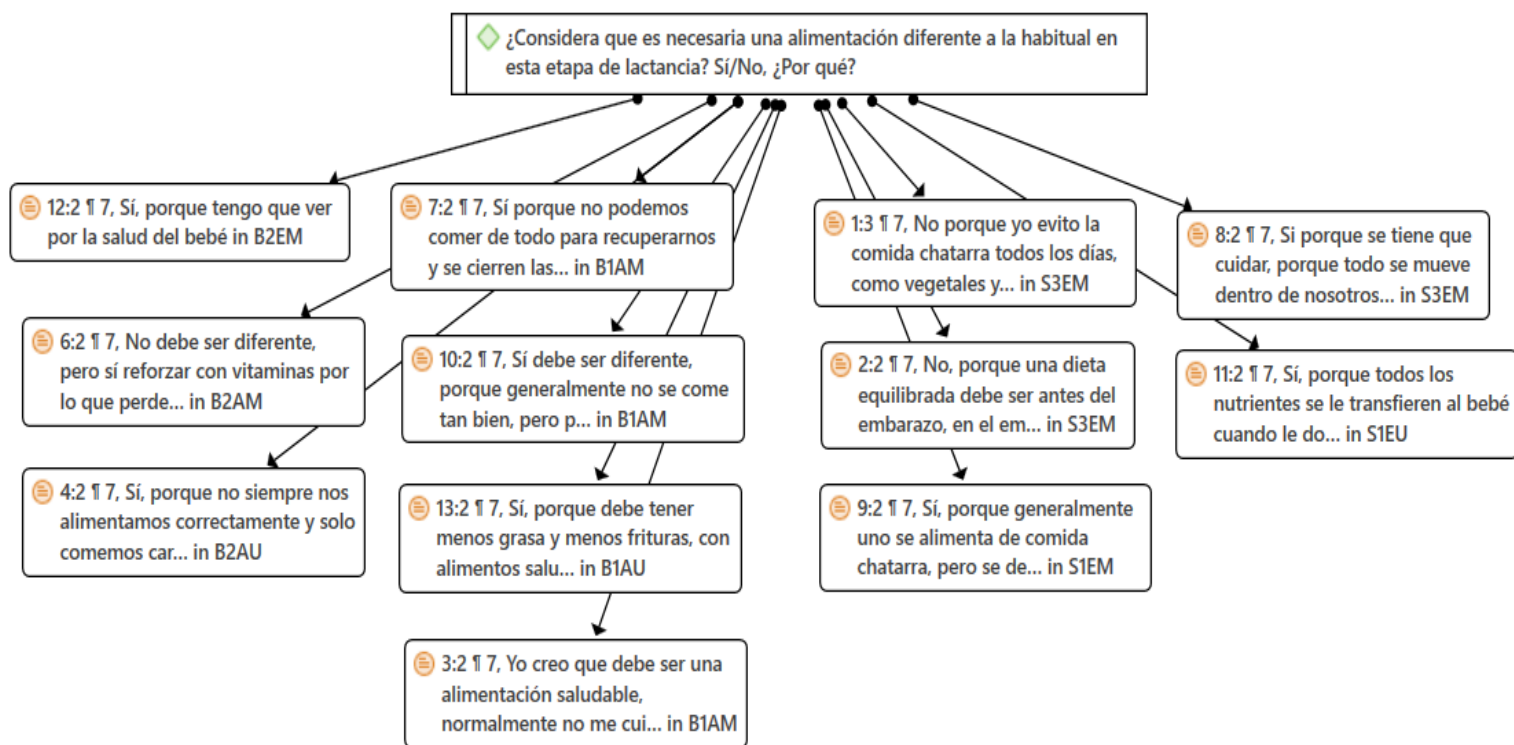 ¿Considera que es necesaria una alimentación diferente a la habitual en
esta etapa de lactancia? Sí/No, ¿Por qué?
12:2 ¶ 7, Sí, porque tengo que ver
por la salud del bebé in B2EM
7:2 ¶ 7, Sí porque no podemos
comer de todo para recuperarnos
y se cierren las... in B1AM
1:3 ¶ 7, No porque yo evito la
comida chatarra todos los días,
como vegetales y... in S3EM
8:2 ¶ 7, Si porque se tiene que
cuidar, porque todo se mueve
dentro de nosotros... in S3EM
6:2 ¶ 7, No debe ser diferente,
pero sí reforzar con vitaminas por
lo que perde... in B2AM
10:2 ¶ 7, Sí debe ser diferente,
porque generalmente no se come
tan bien, pero p... in B1AM
2:2 ¶ 7, No, porque una dieta
equilibrada debe ser antes del
embarazo, en el em... in S3EM
11:2 ¶ 7, Sí, porque todos los
nutrientes se le transfieren al bebé
cuando le do... in S1EU
4:2 ¶ 7, Sí, porque no siempre nos
alimentamos correctamente y solo
comemos car... in B2AU
13:2 ¶ 7, Sí, porque debe tener
menos grasa y menos frituras, con
alimentos salu... in B1AU
9:2 ¶ 7, Sí, porque generalmente
uno se alimenta de comida
chatarra, pero se de... in S1EM
3:2 ¶ 7, Yo creo que debe ser una
alimentación saludable,
normalmente no me cui... in B1AM